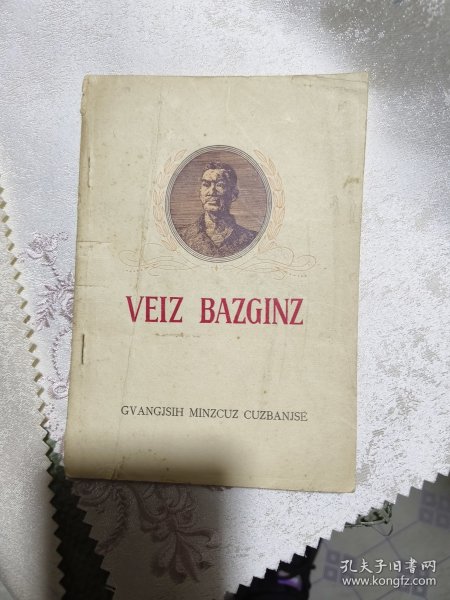 VEIZ BAZGINZ
GVANGJSIH MINZCUZ CUZBANJSE
孔夫子旧书网
www.kongfz.com